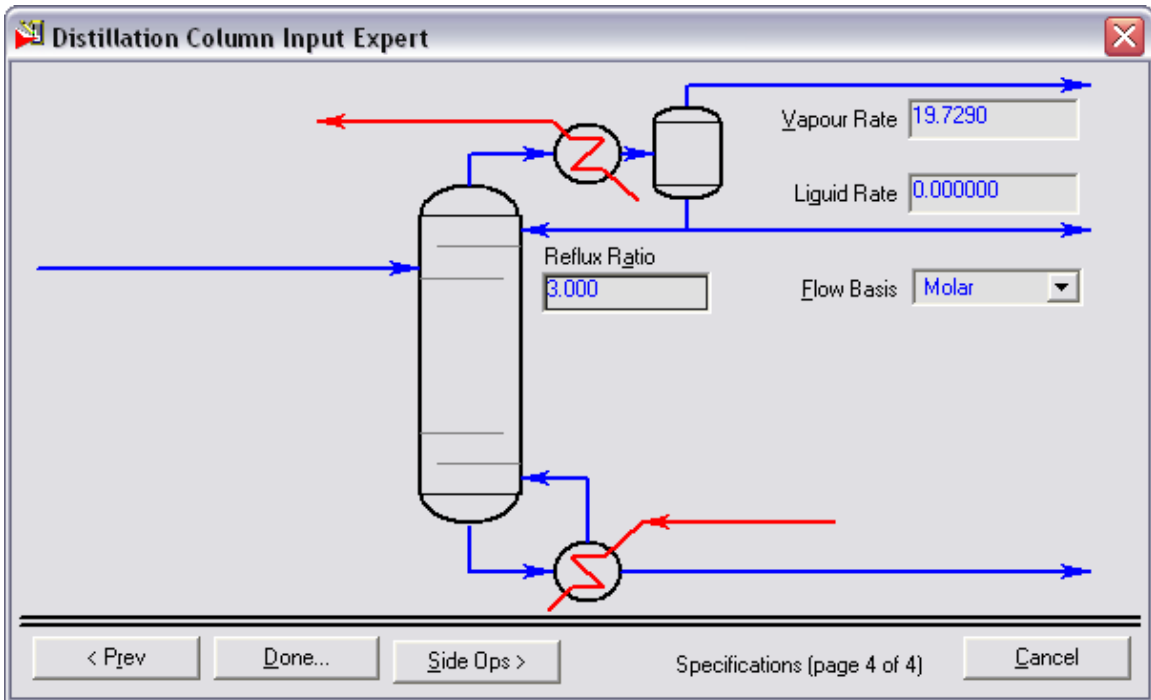 Distillation Column Input Expert
Vapour Rate 19.7290
Liquid Rate 0.000000
Reflux Ratio
3.000
Flow Basis Molar
< Prev Done... Side Ops > Specifications (page 4 of 4) Cancel